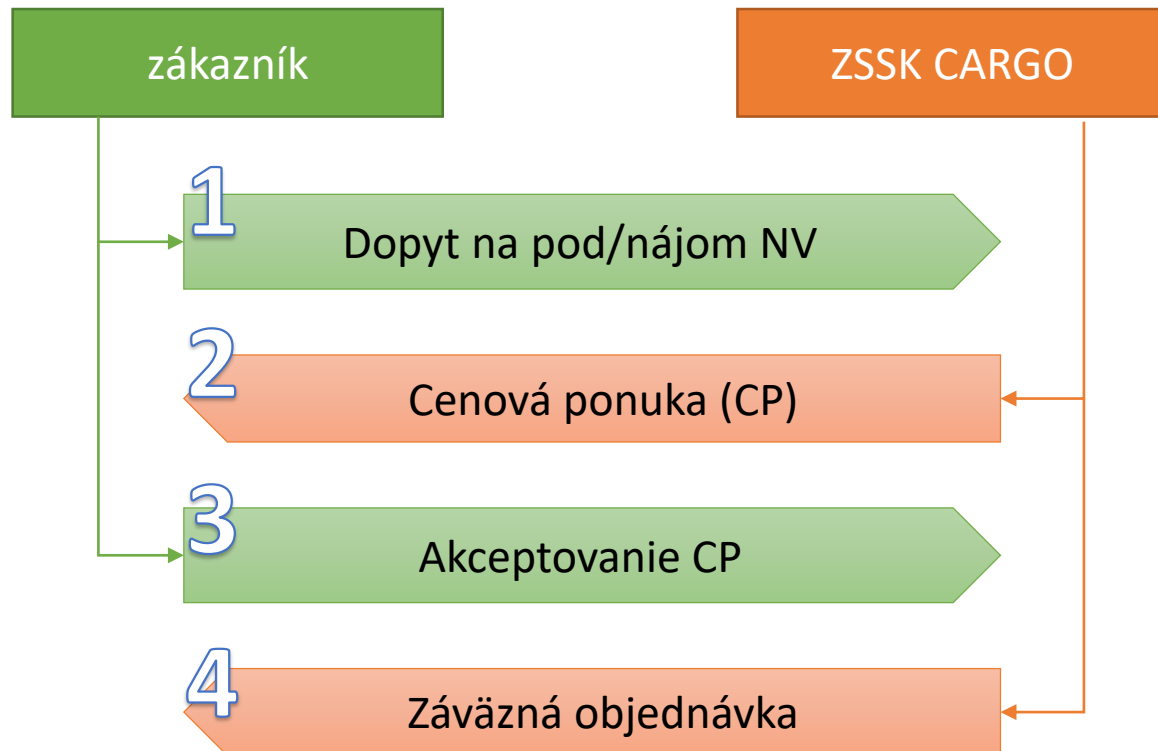 zákazník
ZSSK CARGO
1
Dopyt na pod/nájom NV
2
Cenová ponuka (CP)
3
Akceptovanie CP
4
Záväzná objednávka